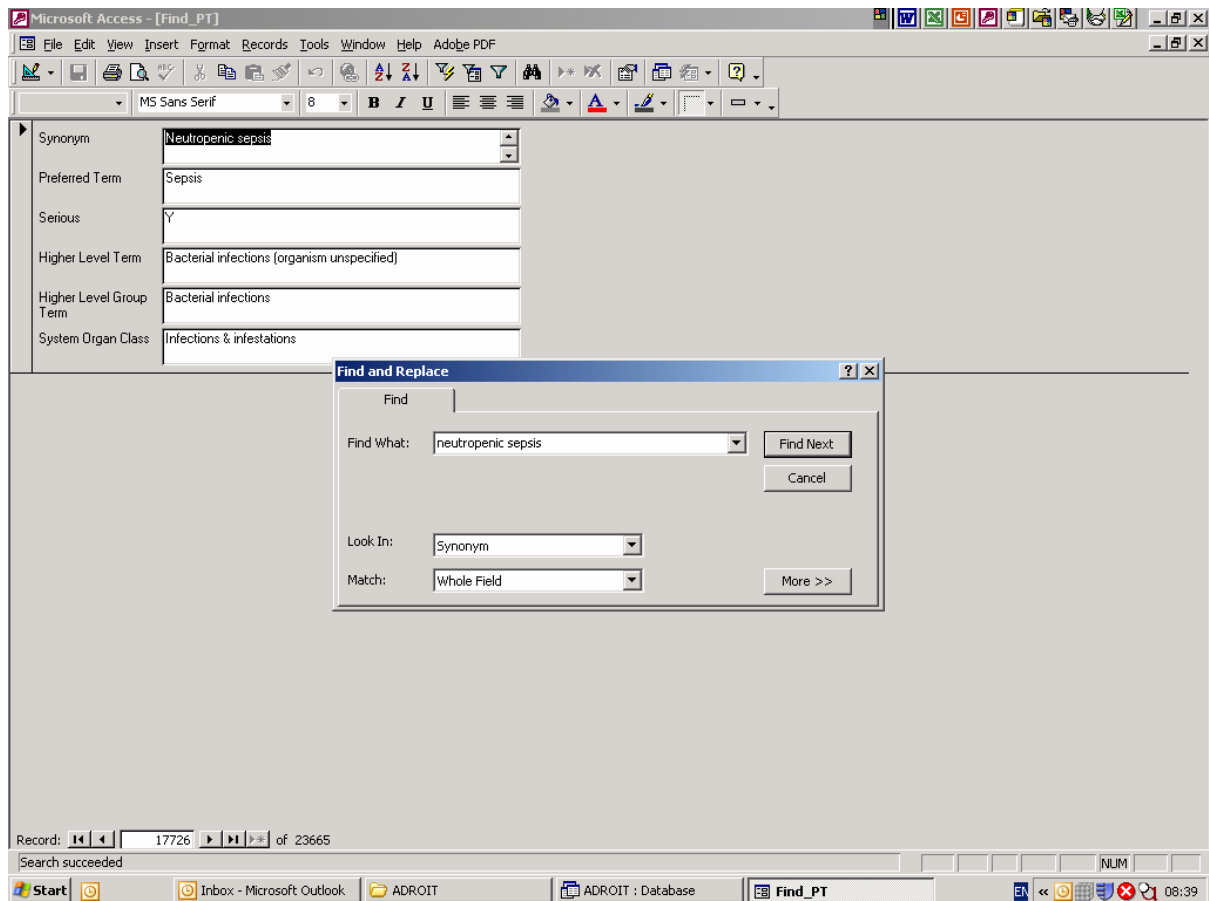 Microsoft Access - [Find_PT]
File Edit View Insert Format Records Tools Window Help Adobe PDF
MS Sans Serif 8 B I U
Synonym Neutropenic sepsis
Preferred Term Sepsis
Serious Y
Higher Level Term Bacterial infections (organism unspecified)
Higher Level Group Term Bacterial infections
System Organ Class Infections & infestations
Find and Replace
Find
Find What: neutropenic sepsis Find Next
Cancel
Look In: Synonym
Match: Whole Field More >>
Record: 17726 of 23665
Search succeeded NUM
Start Inbox - Microsoft Outlook ADROIT ADROIT : Database Find_PT EN « 08:39